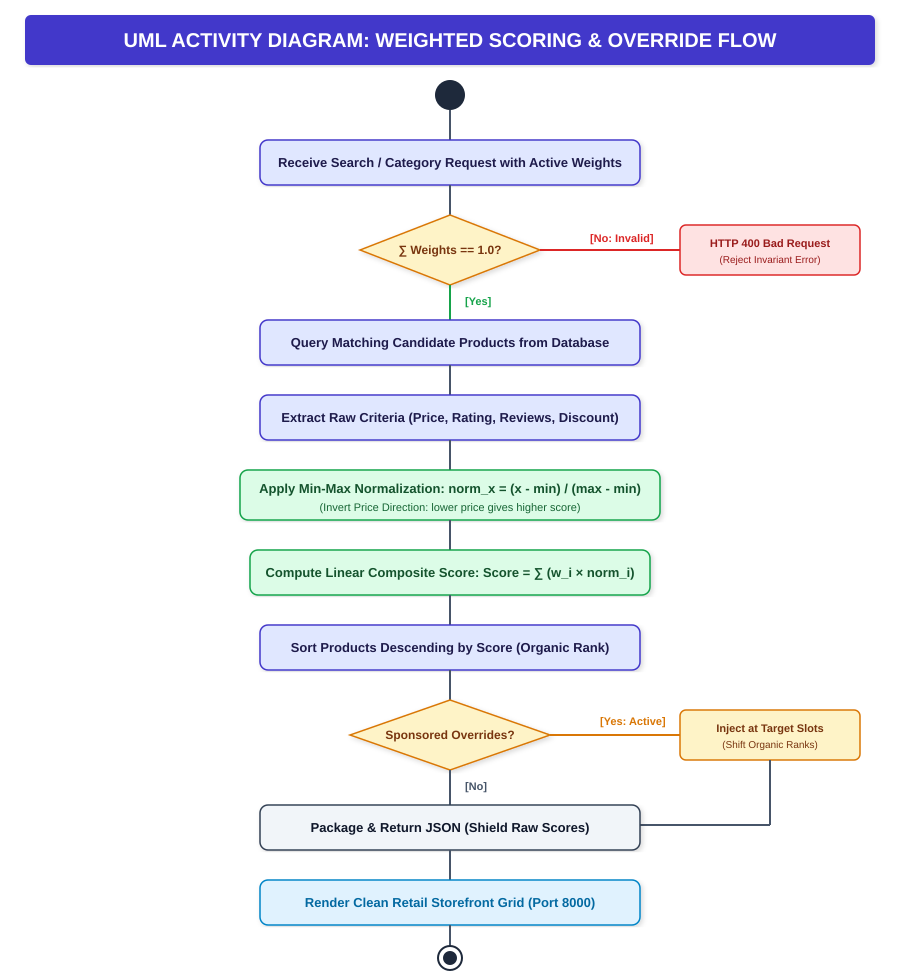 UML ACTIVITY DIAGRAM: WEIGHTED SCORING & OVERRIDE FLOW
Receive Search / Category Request with Active Weights
∑ Weights == 1.0?
[No: Invalid]
HTTP 400 Bad Request
(Reject Invariant Error)
[Yes]
Query Matching Candidate Products from Database
Extract Raw Criteria (Price, Rating, Reviews, Discount)
Apply Min-Max Normalization: norm_x = (x - min) / (max - min)
(Invert Price Direction: lower price gives higher score)
Compute Linear Composite Score: Score = ∑ (w_i × norm_i)
Sort Products Descending by Score (Organic Rank)
Sponsored Overrides?
[Yes: Active]
Inject at Target Slots
(Shift Organic Ranks)
[No]
Package & Return JSON (Shield Raw Scores)
Render Clean Retail Storefront Grid (Port 8000)